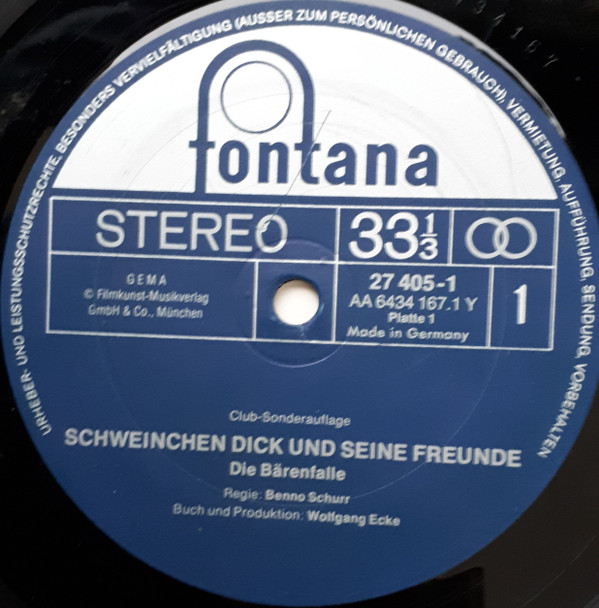 URHEBER- UND LEISTUNGSSCHUTZRECHTE, BESONDERS VERVIELFÄLTIGUNG (AUSSER ZUM PERSÖNLICHEN GEBRAUCH), VERMIETUNG, AUFFÜHRUNG, SENDUNG, VORBEHALTEN
fontana
STEREO 33 1/3
GEMA
© Filmkunst-Musikverlag
GmbH & Co., München
27 405-1
AA 6434 167.1 Y
Platte 1
Made in Germany
1
Club-Sonderauflage
SCHWEINCHEN DICK UND SEINE FREUNDE
Die Bärenfalle
Regie: Benno Schurr
Buch und Produktion: Wolfgang Ecke